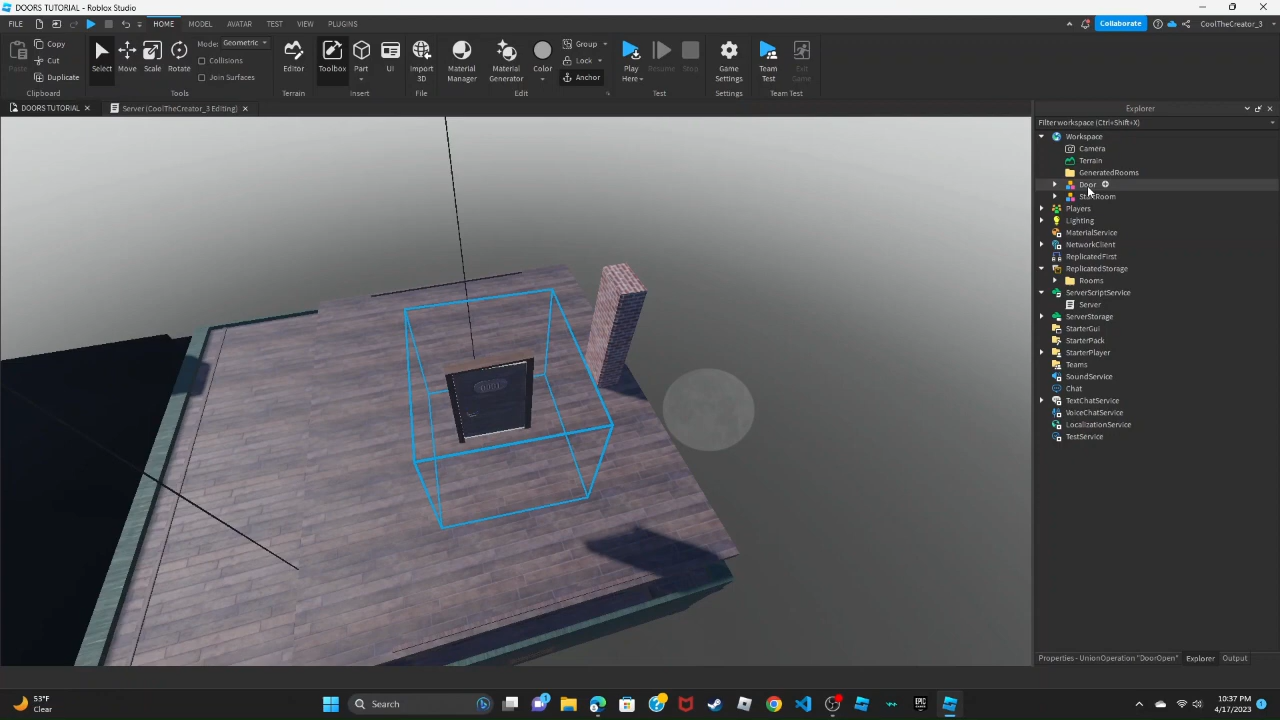 DOORS TUTORIAL - Roblox Studio
FILE HOME MODEL AVATAR TEST VIEW PLUGINS Collaborate CoolTheCreator_3
Paste Copy Cut Duplicate Clipboard
Select Move Scale Rotate Mode: Geometric Collisions Join Surfaces Tools
Editor Terrain
Toolbox Part UI Insert
Import 3D File
Material Manager Material Generator Color Group Lock Anchor Edit
Play Here Resume Stop Test
Game Settings Settings
Team Test Exit Game Team Test
DOORS TUTORIAL Server (CoolTheCreator_3 Editing) Explorer
Filter workspace (Ctrl+Shift+X)
Workspace
Camera
Terrain
GeneratedRooms
Door
StartRoom
Players
Lighting
MaterialService
NetworkClient
ReplicatedFirst
ReplicatedStorage
Rooms
ServerScriptService
Server
ServerStorage
StarterGui
StarterPack
StarterPlayer
Teams
SoundService
Chat
TextChatService
VoiceChatService
LocalizationService
TestService
0001
Properties - UnionOperation "DoorOpen" Explorer Output
53°F
Clear
Search
10:37 PM
4/17/2023